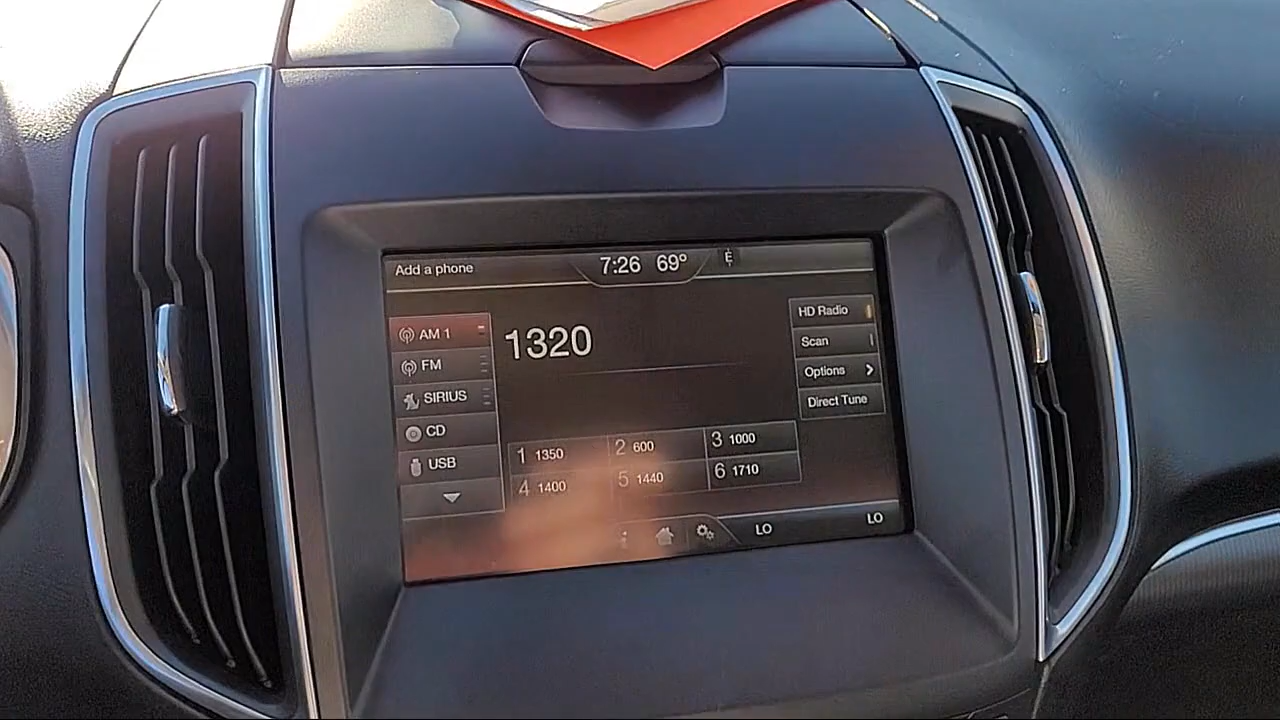 Add a phone 7:26 69° E
AM 1
FM
SIRIUS
CD
USB
1320
HD Radio
Scan
Options
Direct Tune
1 1350 2 600 3 1000
4 1400 5 1440 6 1710
LO LO